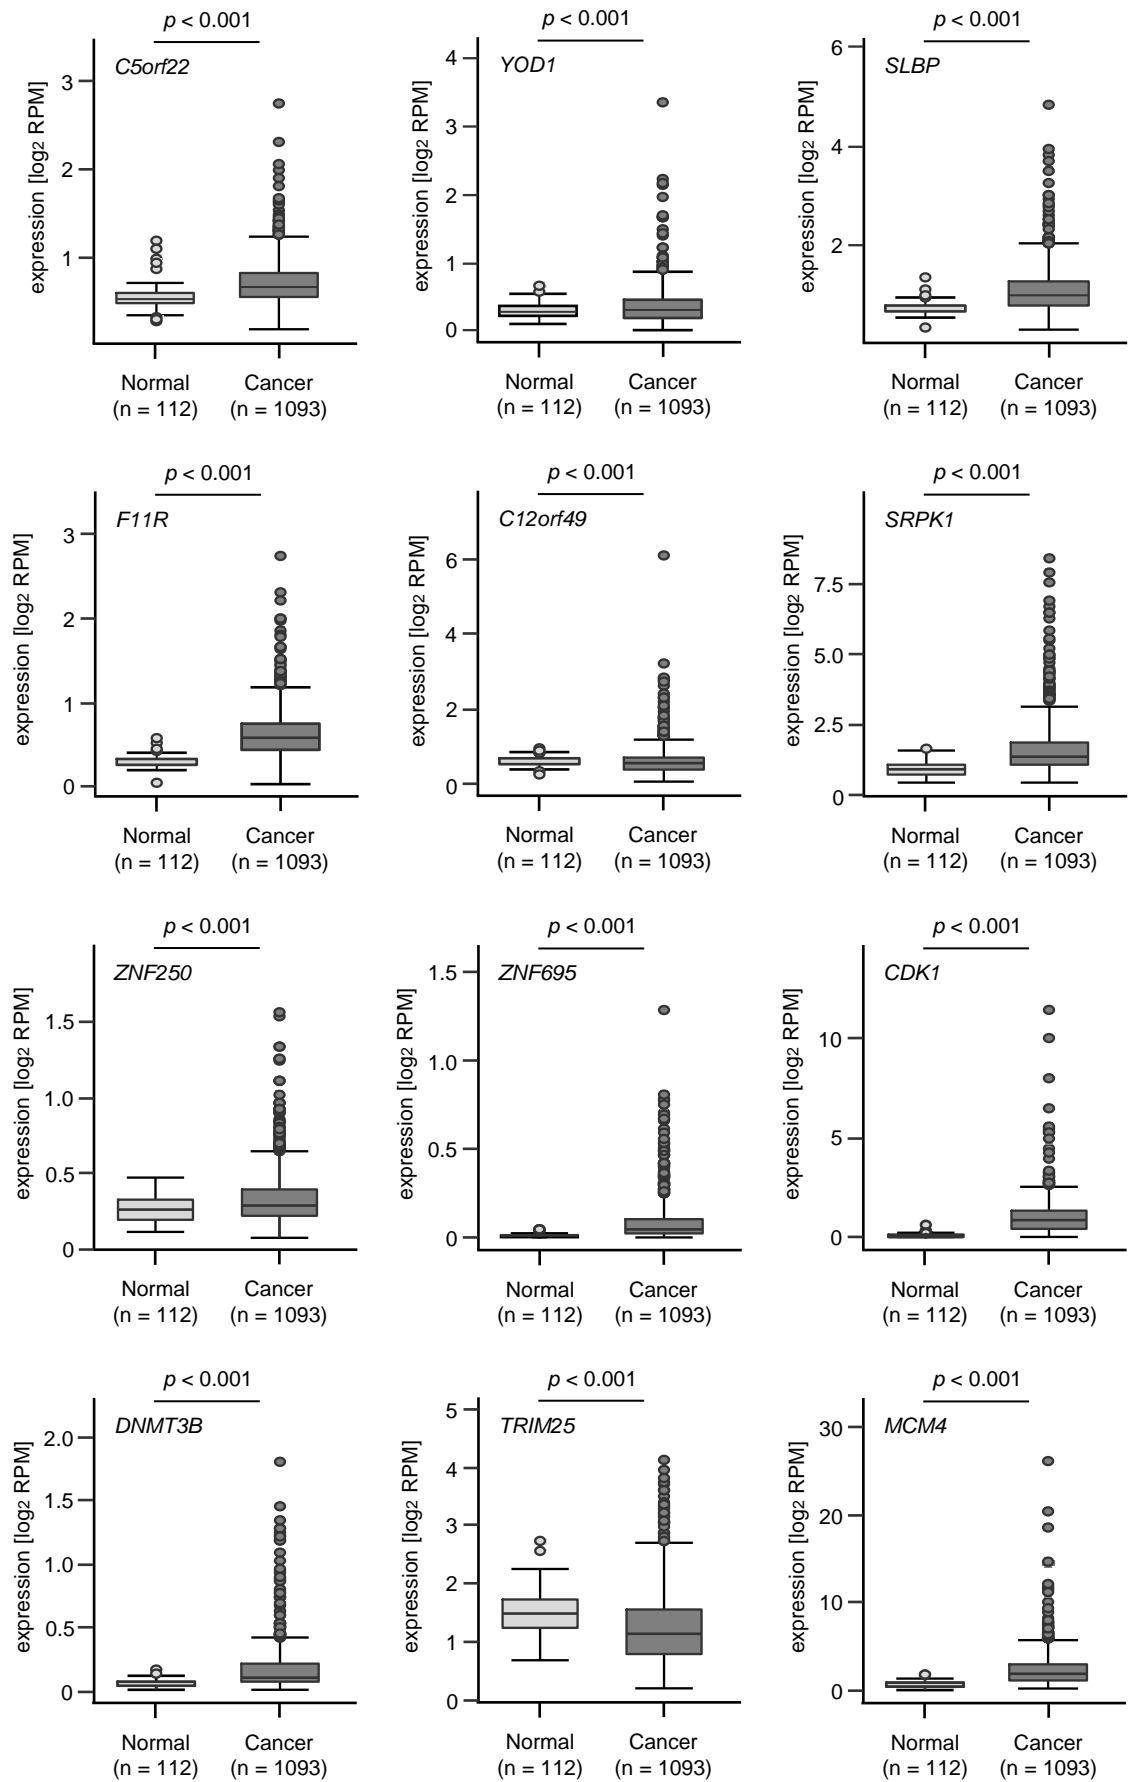 p < 0.001
C5orf22
expression [log2 RPM]
3
2
1
Normal
(n = 112)
Cancer
(n = 1093)
p < 0.001
YOD1
expression [log2 RPM]
4
3
2
1
0
Normal
(n = 112)
Cancer
(n = 1093)
p < 0.001
SLBP
expression [log2 RPM]
6
4
2
Normal
(n = 112)
Cancer
(n = 1093)
p < 0.001
F11R
expression [log2 RPM]
3
2
1
0
Normal
(n = 112)
Cancer
(n = 1093)
p < 0.001
C12orf49
expression [log2 RPM]
6
4
2
0
Normal
(n = 112)
Cancer
(n = 1093)
p < 0.001
SRPK1
expression [log2 RPM]
7.5
5.0
2.5
0
Normal
(n = 112)
Cancer
(n = 1093)
p < 0.001
ZNF250
expression [log2 RPM]
1.5
1.0
0.5
0
Normal
(n = 112)
Cancer
(n = 1093)
p < 0.001
ZNF695
expression [log2 RPM]
1.5
1.0
0.5
0
Normal
(n = 112)
Cancer
(n = 1093)
p < 0.001
CDK1
expression [log2 RPM]
10
5
0
Normal
(n = 112)
Cancer
(n = 1093)
p < 0.001
DNMT3B
expression [log2 RPM]
2.0
1.5
1.0
0.5
0
Normal
(n = 112)
Cancer
(n = 1093)
p < 0.001
TRIM25
expression [log2 RPM]
5
4
3
2
1
0
Normal
(n = 112)
Cancer
(n = 1093)
p < 0.001
MCM4
expression [log2 RPM]
30
20
10
0
Normal
(n = 112)
Cancer
(n = 1093)